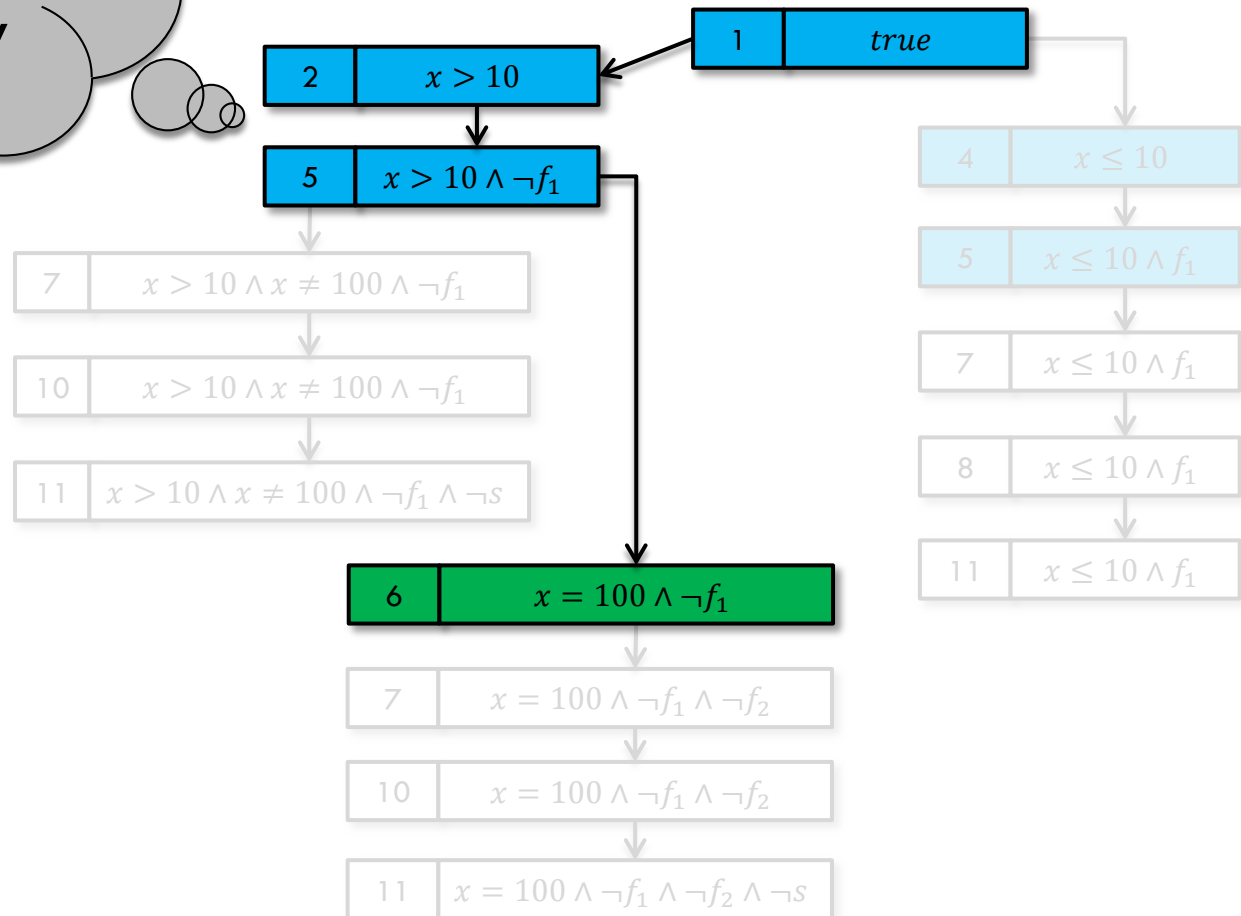 1 true
2 x > 10
5 x > 10 ∧ ¬f₁
7 x > 10 ∧ x ≠ 100 ∧ ¬f₁
10 x > 10 ∧ x ≠ 100 ∧ ¬f₁
11 x > 10 ∧ x ≠ 100 ∧ ¬f₁ ∧ ¬s
6 x = 100 ∧ ¬f₁
7 x = 100 ∧ ¬f₁ ∧ ¬f₂
10 x = 100 ∧ ¬f₁ ∧ ¬f₂
11 x = 100 ∧ ¬f₁ ∧ ¬f₂ ∧ ¬s
4 x ≤ 10
5 x ≤ 10 ∧ f₁
7 x ≤ 10 ∧ f₁
8 x ≤ 10 ∧ f₁
11 x ≤ 10 ∧ f₁